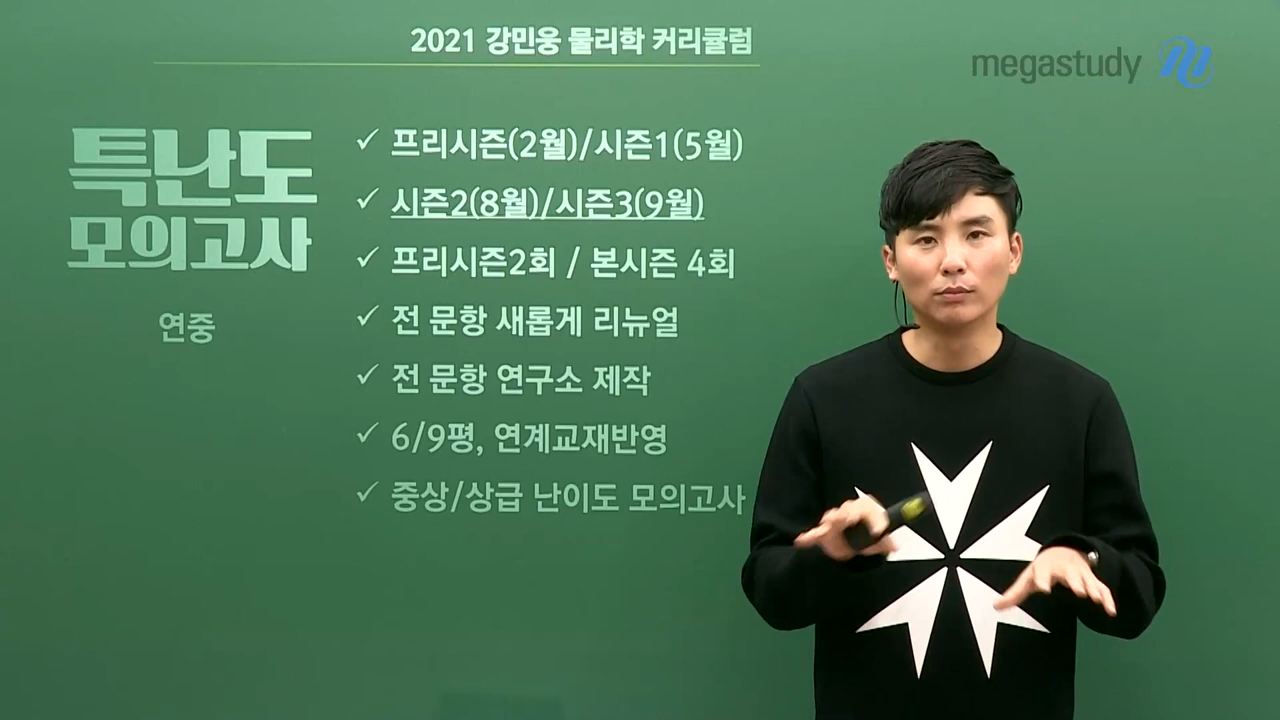 2021 강민웅 물리학 커리큘럼
megastudy
특난도
모의고사
연중
✓ 프리시즌(2월)/시즌1(5월)
✓ 시즌2(8월)/시즌3(9월)
✓ 프리시즌2회 / 본시즌 4회
✓ 전 문항 새롭게 리뉴얼
✓ 전 문항 연구소 제작
✓ 6/9평, 연계교재반영
✓ 중상/상급 난이도 모의고사